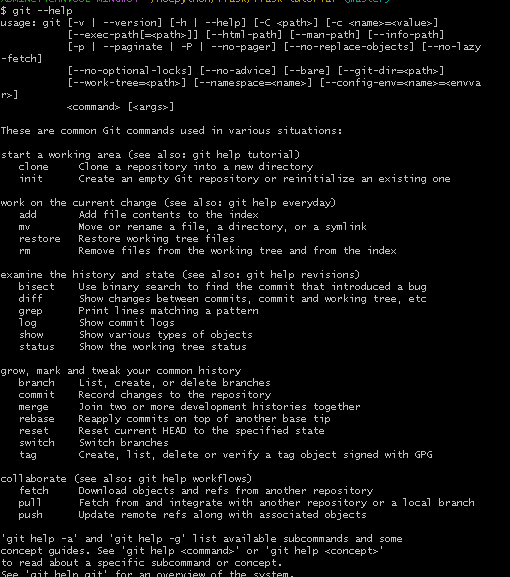 $ git --help
usage: git [-v | --version] [-h | --help] [-C <path>] [-c <name>=<value>]
           [--exec-path[=<path>]] [--html-path] [--man-path] [--info-path]
           [-p | --paginate | -P | --no-pager] [--no-replace-objects] [--no-lazy
-fetch]
           [--no-optional-locks] [--no-advice] [--bare] [--git-dir=<path>]
           [--work-tree=<path>] [--namespace=<name>] [--config-env=<name>=<envva
r>]
           <command> [<args>]

These are common Git commands used in various situations:

start a working area (see also: git help tutorial)
   clone     Clone a repository into a new directory
   init      Create an empty Git repository or reinitialize an existing one

work on the current change (see also: git help everyday)
   add       Add file contents to the index
   mv        Move or rename a file, a directory, or a symlink
   restore   Restore working tree files
   rm        Remove files from the working tree and from the index

examine the history and state (see also: git help revisions)
   bisect    Use binary search to find the commit that introduced a bug
   diff      Show changes between commits, commit and working tree, etc
   grep      Print lines matching a pattern
   log       Show commit logs
   show      Show various types of objects
   status    Show the working tree status

grow, mark and tweak your common history
   branch    List, create, or delete branches
   commit    Record changes to the repository
   merge     Join two or more development histories together
   rebase    Reapply commits on top of another base tip
   reset     Reset current HEAD to the specified state
   switch    Switch branches
   tag       Create, list, delete or verify a tag object signed with GPG

collaborate (see also: git help workflows)
   fetch     Download objects and refs from another repository
   pull      Fetch from and integrate with another repository or a local branch
   push      Update remote refs along with associated objects

'git help -a' and 'git help -g' list available subcommands and some
concept guides. See 'git help <command>' or 'git help <concept>'
to read about a specific subcommand or concept.
See 'git help git' for an overview of the system.